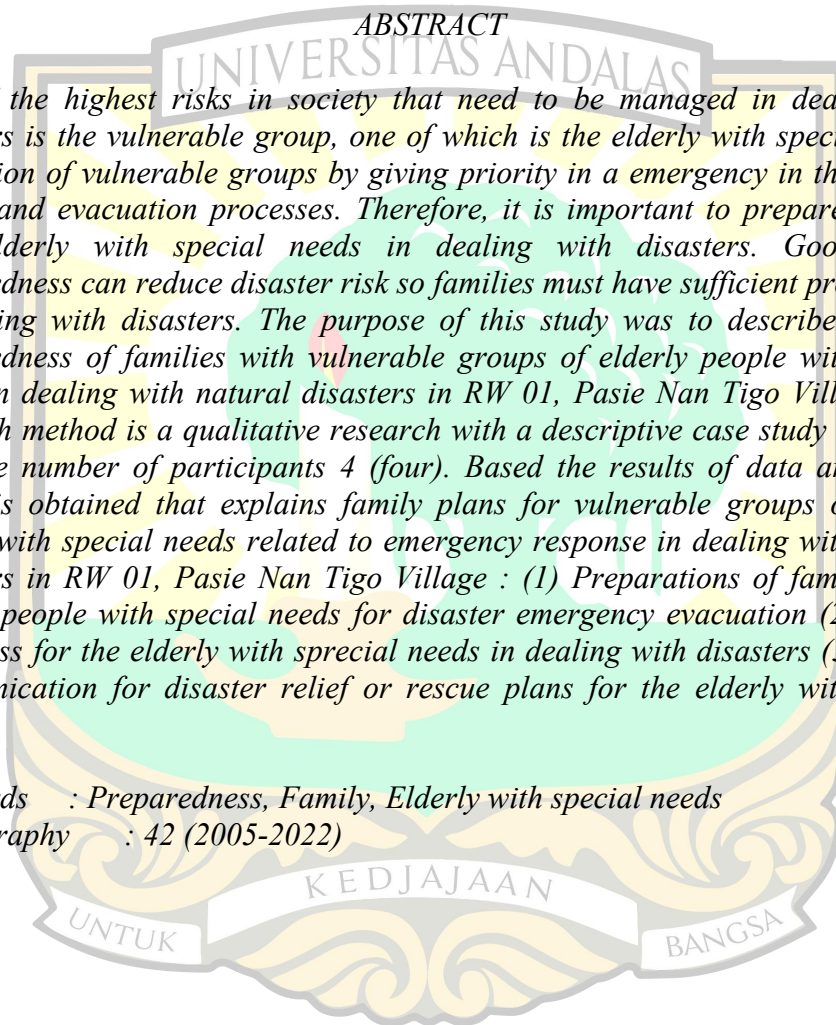 ABSTRACT
UNIVERSITAS ANDALAS
the highest risks in society that need to be managed in dea
rs is the vulnerable group, one of which is the elderly with speci
ion of vulnerable groups by giving priority in a emergency in th
and evacuation processes. Therefore, it is important to prepare
lderly with special needs in dealing with disasters. Goo
edness can reduce disaster risk so families must have sufficient pr
ing with disasters. The purpose of this study was to describe
edness of families with vulnerable groups of elderly people wit
n dealing with natural disasters in RW 01, Pasie Nan Tigo Vill
h method is a qualitative research with a descriptive case study
e number of participants 4 (four). Based the results of data an
is obtained that explains family plans for vulnerable groups o
with special needs related to emergency response in dealing wit
rs in RW 01, Pasie Nan Tigo Village : (1) Preparations of fam
people with special needs for disaster emergency evacuation (2
ss for the elderly with sprecial needs in dealing with disasters (3
nication for disaster relief or rescue plans for the elderly wit
ds : Preparedness, Family, Elderly with special needs
raphy : 42 (2005-2022)
KEDJAJAAN
UNTUK BANGSA